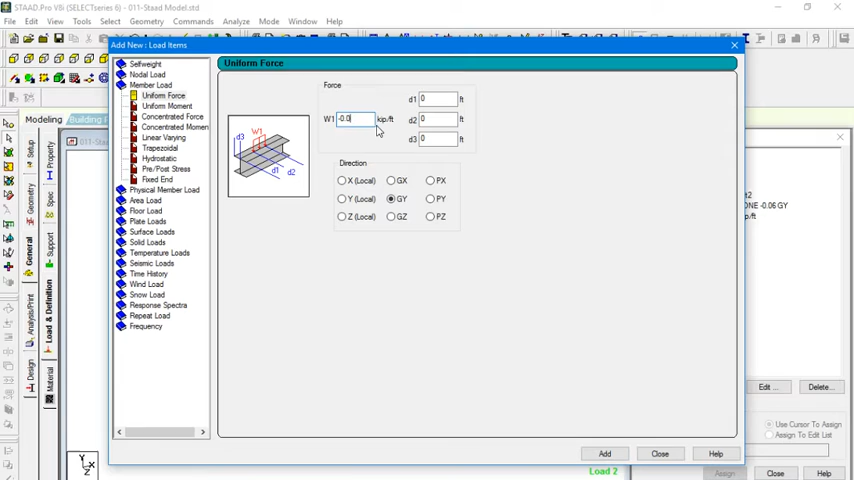 STAAD.Pro V8i (SELECTseries 6) - 011-Staad Model.std
File Edit View Tools Select Geometry Commands Analyze Mode Window Help
Add New : Load Items
Selfweight
Nodal Load
Member Load
Uniform Force
Uniform Moment
Concentrated Force
Concentrated Momen
Linear Varying
Trapezoidal
Hydrostatic
Pre/Post Stress
Fixed End
Physical Member Load
Area Load
Floor Load
Plate Loads
Surface Loads
Solid Loads
Temperature Loads
Seismic Loads
Time History
Wind Load
Snow Load
Response Spectra
Repeat Load
Frequency
Uniform Force
Force
W1 -0.0 kip/ft
d1 0 ft
d2 0 ft
d3 0 ft
d3 W1 d1 d2
Direction
X (Local) GX PX
Y (Local) GY PY
Z (Local) GZ PZ
Add Close Help
Modeling Building
011-S
Setup
Geometry
General
Analysis/Print
Design
Property
Spec
Support
Load & Definition
Material
ft2
ONE -0.06 GY
p/ft
Edit ... Delete...
Use Cursor To Assign
Assign To Edit List
Assign Close Help
Y X Z
Load 2